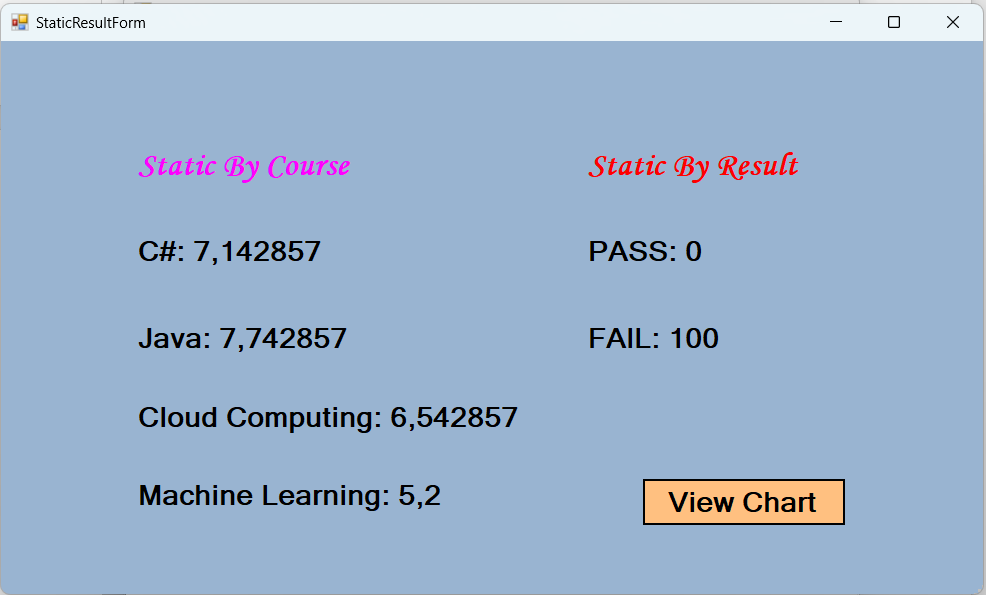 StaticResultForm
Static By Course
Static By Result
C#: 7,142857
PASS: 0
Java: 7,742857
FAIL: 100
Cloud Computing: 6,542857
Machine Learning: 5,2
View Chart